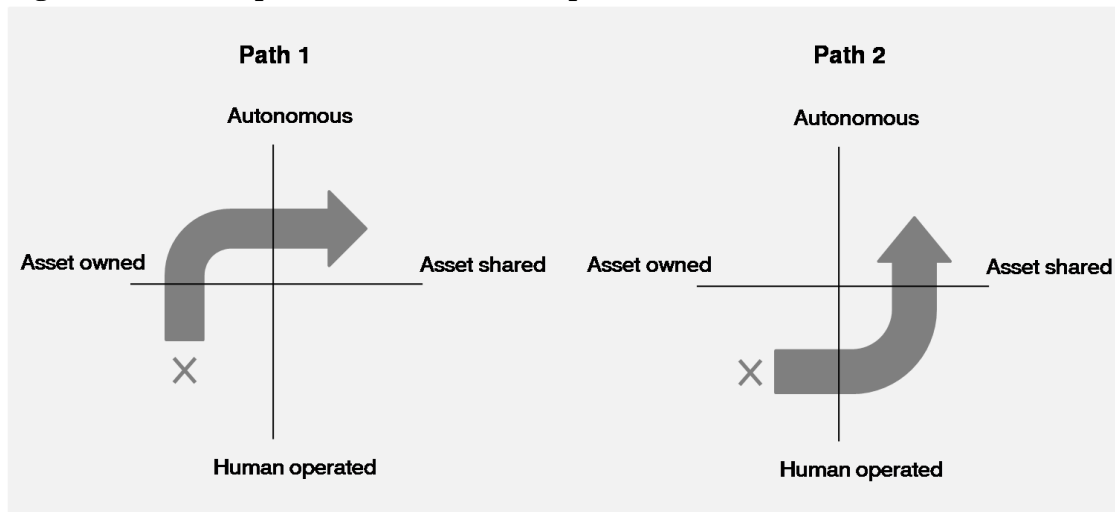 Path 1
Autonomous
Asset owned
Asset shared
Human operated
Path 2
Autonomous
Asset owned
Asset shared
Human operated